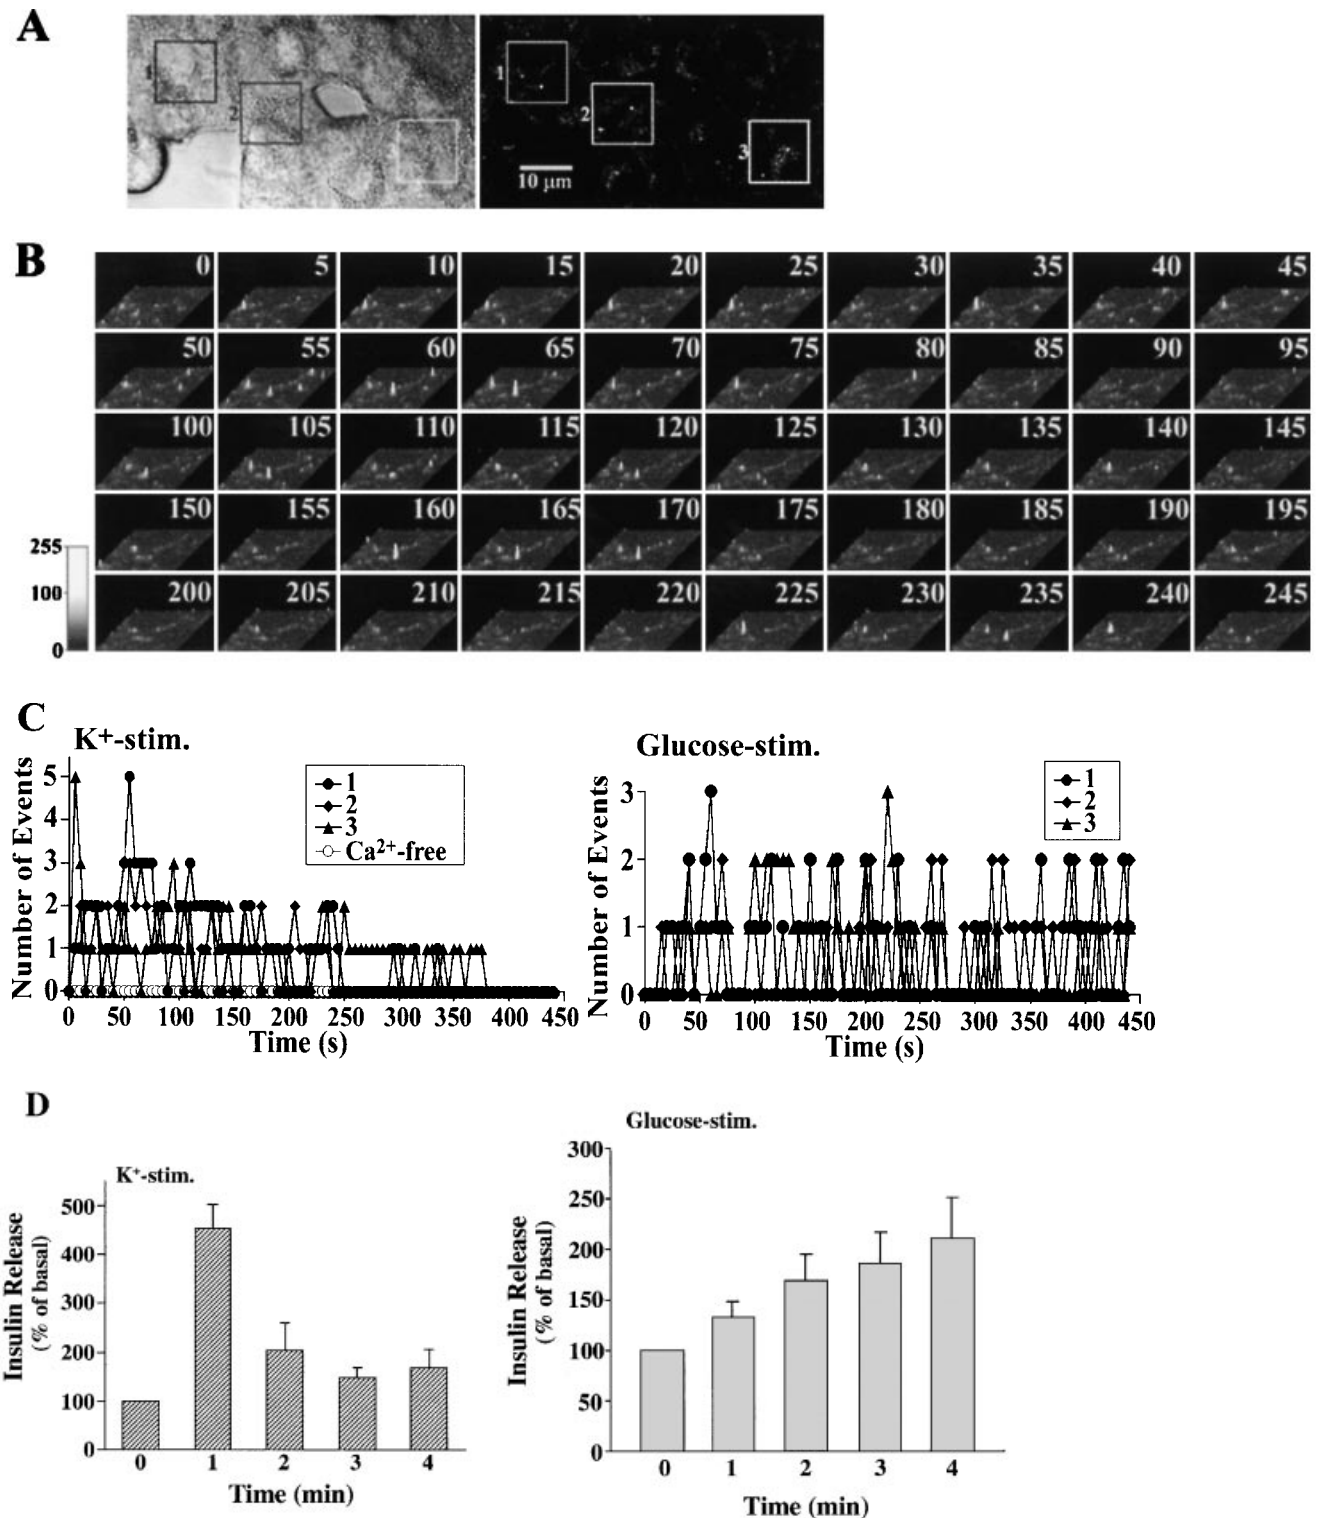 A
1
2
1
2
3
10 μm
B
0 5 10 15 20 25 30 35 40 45
50 55 60 65 70 75 80 85 90 95
100 105 110 115 120 125 130 135 140 145
150 155 160 165 170 175 180 185 190 195
200 205 210 215 220 225 230 235 240 245
255
100
0
C
K+-stim.
Number of Events
5
4
3
2
1
0
1
2
3
Ca2+-free
0 50 100 150 200 250 300 350 400 450
Time (s)
Glucose-stim.
Number of Events
3
2
1
0
1
2
3
0 50 100 150 200 250 300 350 400 450
Time (s)
D
K+-stim.
Insulin Release
(% of basal)
500
400
300
200
100
0
0 1 2 3 4
Time (min)
Glucose-stim.
Insulin Release
(% of basal)
300
250
200
150
100
50
0
0 1 2 3 4
Time (min)